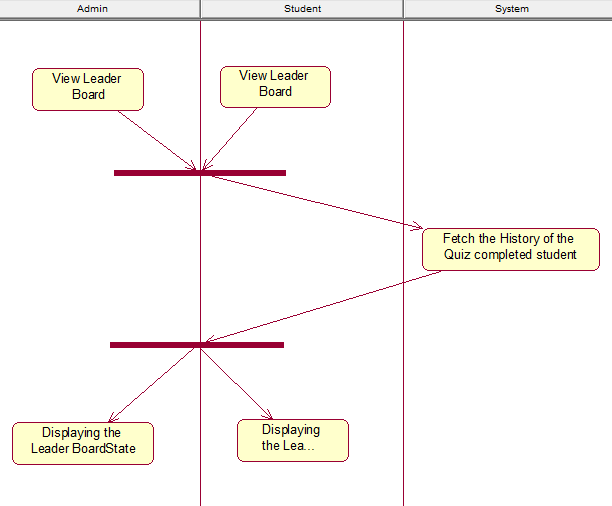 Admin
Student
System
View Leader
Board
View Leader
Board
Fetch the History of the
Quiz completed student
Displaying the
Leader BoardState
Displaying
the Lea...